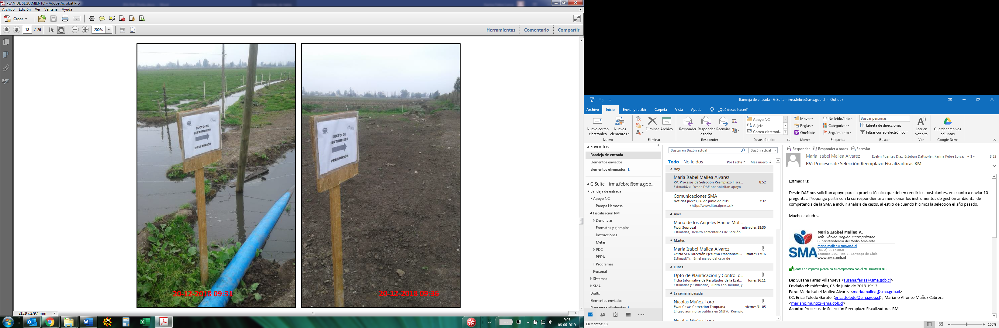 PLAN DE SEGUIMIENTO - Adobe Acrobat Pro
Archivo Edición Ver Ventana Ayuda
Crear
18 / 26
200%
Herramientas Comentario Compartir
DUCTO DE
FERTIRRIEGO
PRECAUCIÓN
20-12-2018 09:31
DUCTO DE
FERTIRRIEGO
PRECAUCIÓN
20-12-2018 09:36
215,9 x 279,4 mm
ES
9:03
06-06-2019
Bandeja de entrada - G Suite - irma.febre@sma.gob.cl - Outlook
Archivo Inicio Enviar y recibir Carpeta Vista Ayuda ¿Qué desea hacer?
Nuevo correo
electrónico
Nuevos
elementos
Nuevo
Eliminar Archivo
Eliminar
Responder
Responder
a todos
Reenviar
Responder
Apoyo NC
Al jefe
Correo electróni...
Pasos rápidos
Mover
Reglas
OneNote
Mover
No leído/Leído
Categorizar
Seguimiento
Etiquetas
Buscar personas
Libreta de direcciones
Filtrar correo electrónico
Buscar
Leer en
voz alta
Voz
Guardar archivos
adjuntos
Google Drive
Favoritos
Bandeja de entrada
Elementos enviados
Elementos eliminados 1
G Suite - irma.febre@sma.gob...
Bandeja de entrada
Apoyo NC
Pampa Hermosa
Fiscalización RM
Denuncias
Formatos y ejemplos
Instrucciones
Metas
PDC
PPDA
Programas
Personal
Sistemas
SMA
Drafts
Elementos enviados
Elementos eliminados 1
Elementos: 18
Buscar en Buzón actual Buzón actual
Todo No leídos Por Fecha Más nuevo
Hoy
Maria Isabel Mallea Alvarez
RV: Procesos de Selección Reemplazo Fisca... 8:52
Estmad@s: Desde DAF nos solicitan apoyo
Comunicaciones SMA
Noticias jueves, 06 de junio de 2019 7:32
<http://www.litoralpress.cl>
Ayer
Maria de los Angeles Hanne Moli...
Fwd: Soprocal miércoles 18:30
Estimadas, Remito comentarios de Sección
Martes
Maria Isabel Mallea Alvarez
Oficio SEA Dirección Ejecutiva Fraccionami... martes 17:16
Estimad@s: En el marco del caso de
Lunes
Dpto de Planificación y Control d...
Ficha Informativa de Resultados de la Eval... lunes 16:11
Estimadas y Estimados, Junto con saludar, y
La semana pasada
Nicolas Muñoz Toro
Fwd: Cosas Corrección Temprana viernes 31-05
El caso aun no se publica en SNIFA. Reenvío
Nicolas Muñoz Toro
Responder Responder a todos Reenviar
Maria Isabel Mallea Alvarez Evelyn Fuentes Diaz; Esteban Dattwyler; Karina Febre Lorca; + 1 8:52
RV: Procesos de Selección Reemplazo Fiscalizadoras RM
Estmad@s:
Desde DAF nos solicitan apoyo para la prueba técnica que deben rendir los postulantes, en cuanto a enviar 10
preguntas. Propongo partir con la correspondiente a mencionar los instrumentos de gestión ambiental de
competencia de la SMA e incluir análisis de casos, al estilo de cuando hicimos la selección el año pasado.
Muchos saludos.
SMA
Maria Isabel Mallea A.
Jefa Oficina Región Metropolitana
Superintendencia del Medio Ambiente
maria.mallea@sma.gob.cl
(56-2) 26171868
Teatinos 280, Piso 8, Santiago de Chile
www.sma.gob.cl
Antes de imprimir piensa en tu compromiso con el MEDIOAMBIENTE
De: Susana Farias Villanueva <susana.farias@sma.gob.cl>
Enviado el: miércoles, 05 de junio de 2019 19:13
Para: Maria Isabel Mallea Alvarez <maria.mallea@sma.gob.cl>
CC: Erica Toledo Garate <erica.toledo@sma.gob.cl>; Mariano Alfonso Muñoz Cabrera
<mariano.munoz@sma.gob.cl>
Asunto: Procesos de Selección Reemplazo Fiscalizadoras RM
100%